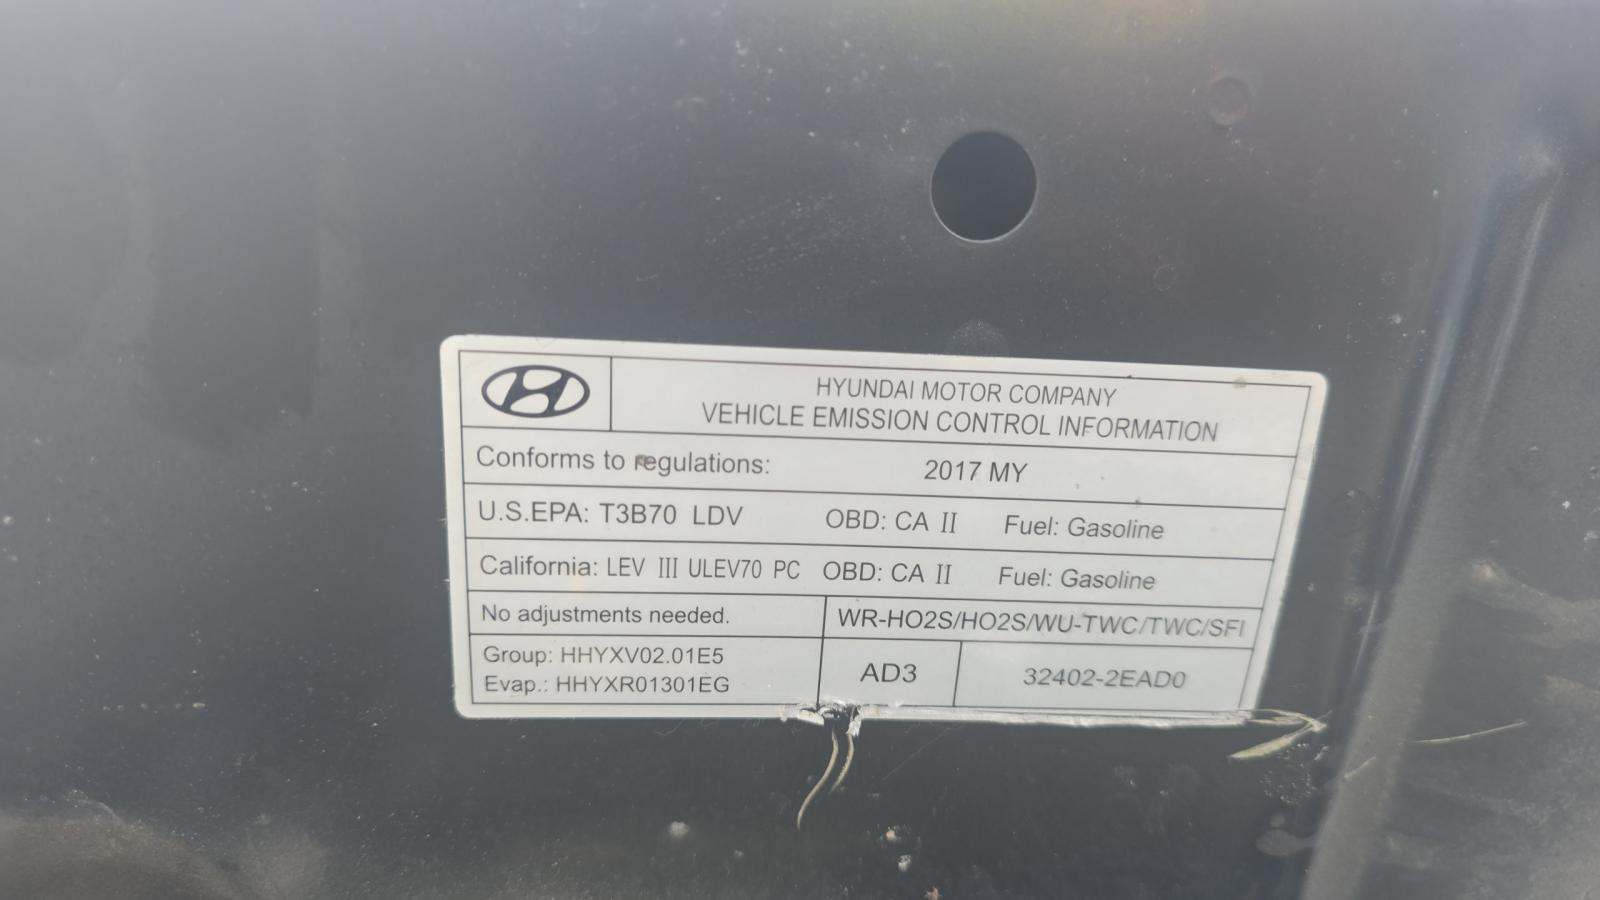 HYUNDAI MOTOR COMPANY
VEHICLE EMISSION CONTROL INFORMATION
Conforms to regulations: 2017 MY
U.S.EPA: T3B70 LDV OBD: CA II Fuel: Gasoline
California: LEV III ULEV70 PC OBD: CA II Fuel: Gasoline
No adjustments needed. WR-HO2S/HO2S/WU-TWC/TWC/SFI
Group: HHYXV02.01E5
Evap.: HHYXR01301EG
AD3
32402-2EAD0